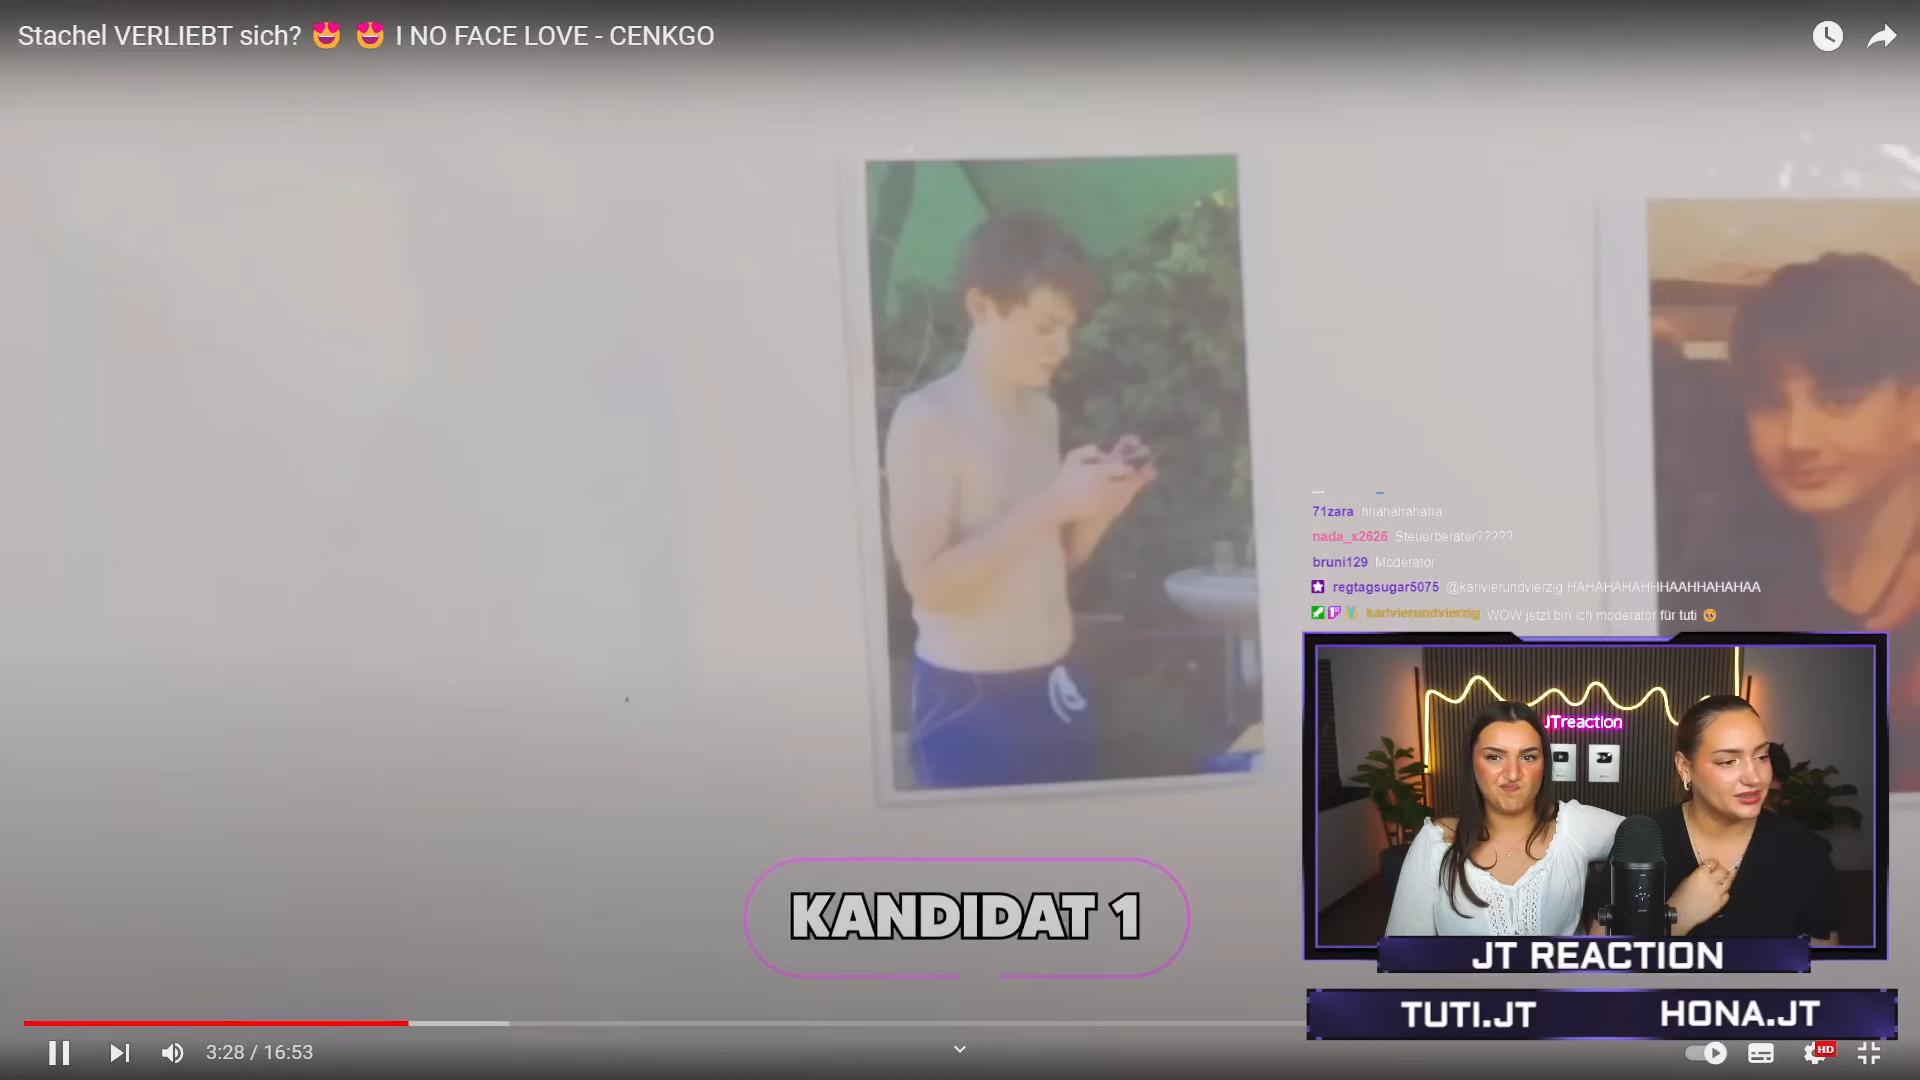 Stachel VERLIEBT sich? 😍 😍 I NO FACE LOVE - CENKGO
71zara hhahahahaha
nada_x2626 Steuerberater?????
bruni129 Moderator
regtagsugar5075 @karlvierundvierzig HAHAHAHAHHHAAHHAHAHAA
karlvierundvierzig WOW jetzt bin ich moderator für tuti
JTreaction
KANDIDAT 1
JT REACTION
TUTI.JT HONA.JT
3:28 / 16:53
HD